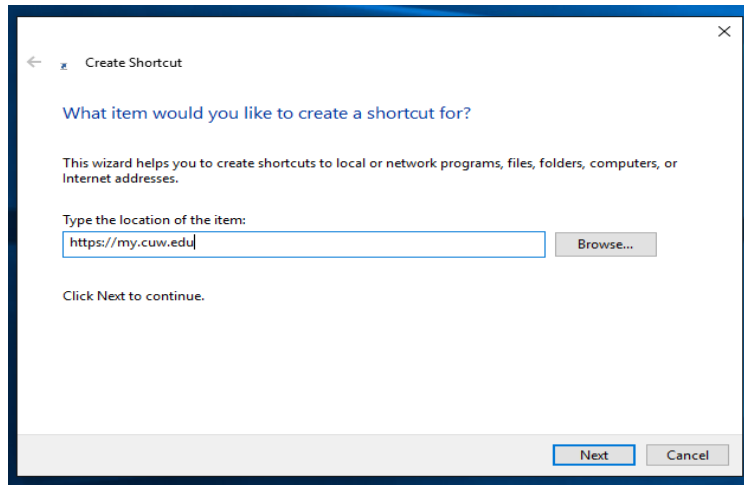 Create Shortcut
What item would you like to create a shortcut for?
This wizard helps you to create shortcuts to local or network programs, files, folders, computers, or
Internet addresses.
Type the location of the item:
https://my.cuw.edu
Browse...
Click Next to continue.
Next
Cancel